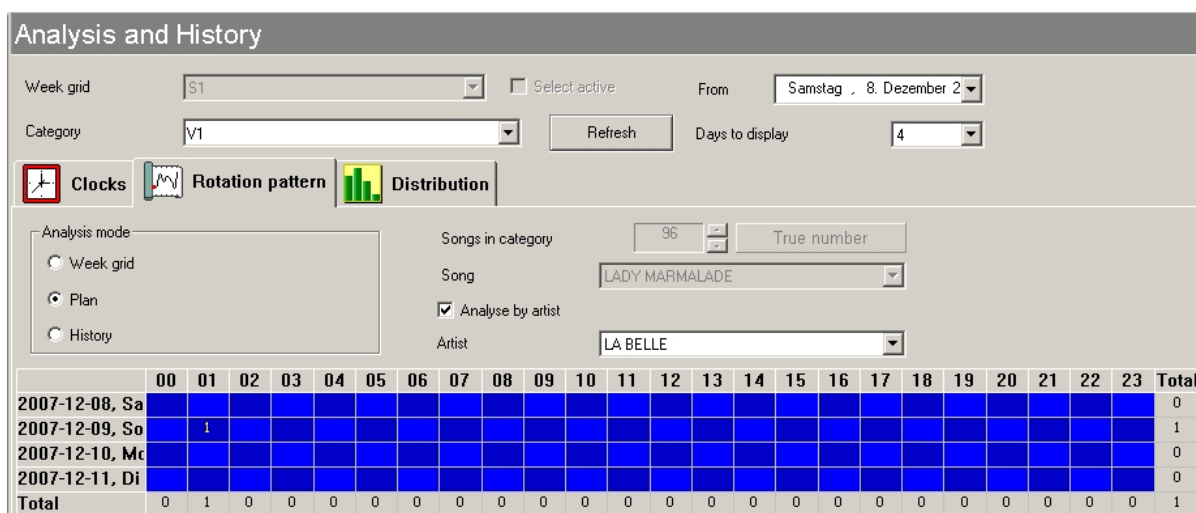 Analysis and History
Week grid S1 Select active From Samstag , 8. Dezember 2
Category V1 Refresh Days to display 4
Clocks Rotation pattern Distribution
Analysis mode Songs in category 96 True number
Week grid
Song LADY MARMALADE
Plan
Analyse by artist
History
Artist LA BELLE
00 01 02 03 04 05 06 07 08 09 10 11 12 13 14 15 16 17 18 19 20 21 22 23 Total
2007-12-08, Sa 0
2007-12-09, So 1 1
2007-12-10, Mo 0
2007-12-11, Di 0
Total 0 1 0 0 0 0 0 0 0 0 0 0 0 0 0 0 0 0 0 0 0 0 0 0 1